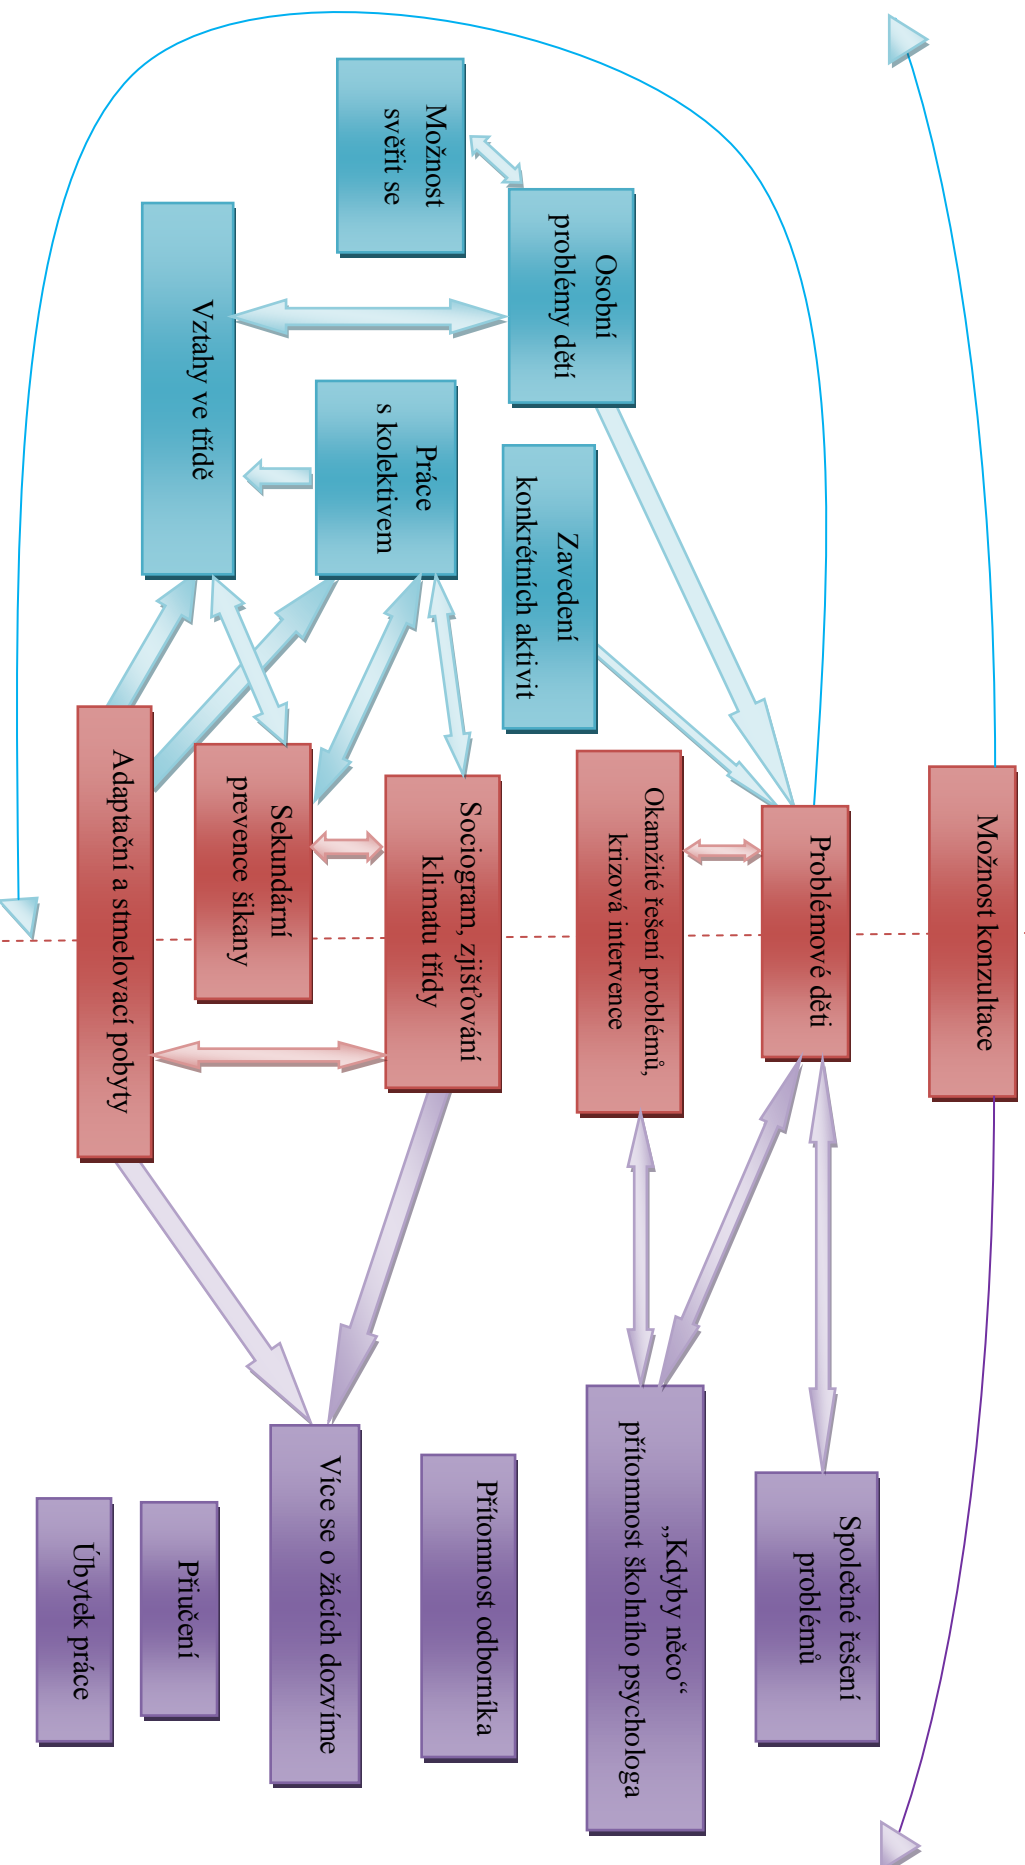 Možnost konzultace
Problémové děti
Společné řešení
problémů
Osobní
problémy dětí
Zavedení
konkrétních aktivit
Okamžité řešení problémů,
krizová intervence
„Kdyby něco“
přítomnost školního psychologa
Možnost
svěřit se
Práce
s kolektivem
Sociogram, zjišťování
klimatu třídy
Přítomnost odborníka
Vztahy ve třídě
Sekundární
prevence šikany
Více se o žácích dozvíme
Adaptační a stmelovací pobyty
Přiučení
Úbytek práce